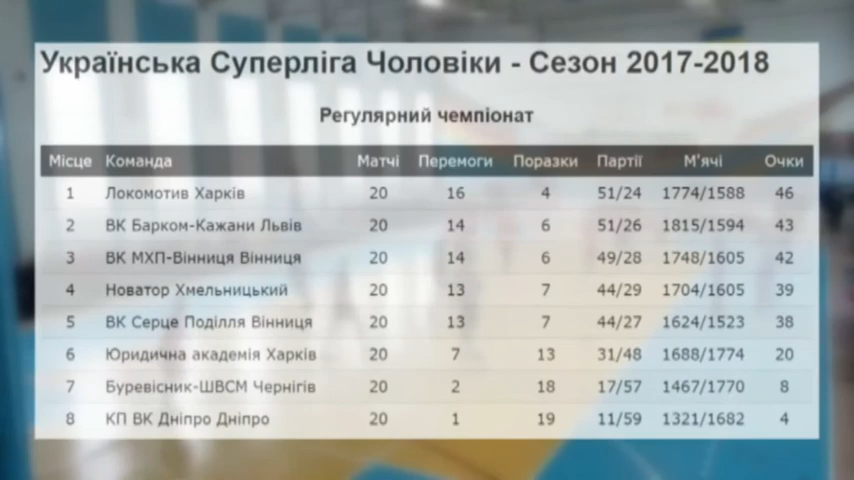 Українська Суперліга Чоловіки - Сезон 2017-2018
Регулярний чемпіонат
Місце Команда Матчі Перемоги Поразки Партії М'ячі Очки
1 Локомотив Харків 20 16 4 51/24 1774/1588 46
2 ВК Барком-Кажани Львів 20 14 6 51/26 1815/1594 43
3 ВК МХП-Вінниця Вінниця 20 14 6 49/28 1748/1605 42
4 Новатор Хмельницький 20 13 7 44/29 1704/1605 39
5 ВК Серце Поділля Вінниця 20 13 7 44/27 1624/1523 38
6 Юридична академія Харків 20 7 13 31/48 1688/1774 20
7 Буревісник-ШВСМ Чернігів 20 2 18 17/57 1467/1770 8
8 КП ВК Дніпро Дніпро 20 1 19 11/59 1321/1682 4